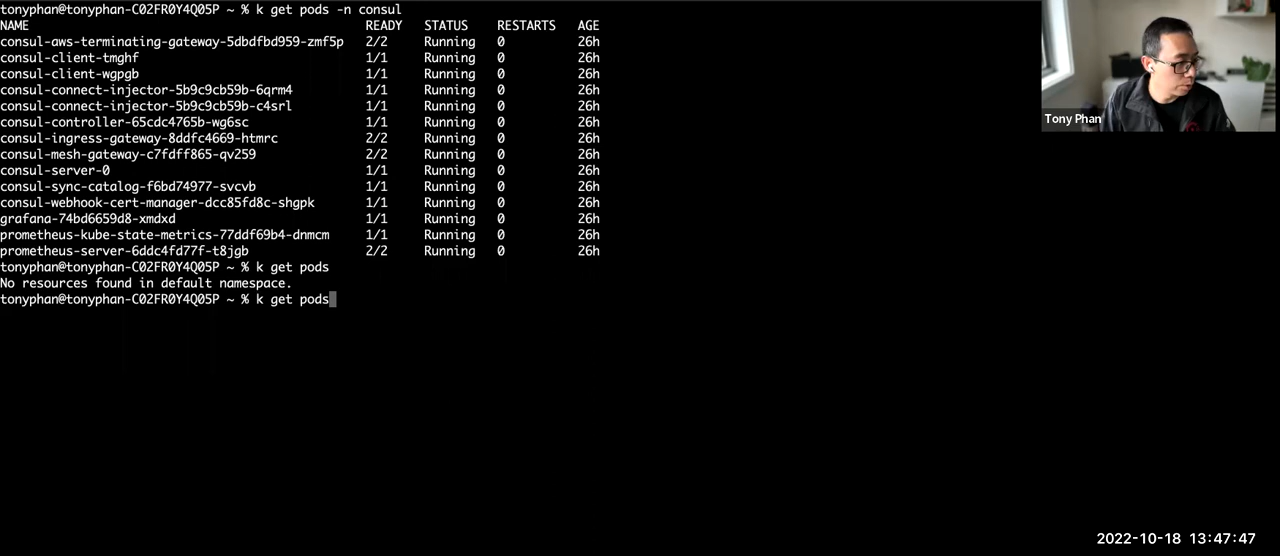 tonyphan@tonyphan-C02FR0Y4Q05P ~ % k get pods -n consul
NAME READY STATUS RESTARTS AGE
consul-aws-terminating-gateway-5dbdfbd959-zmf5p 2/2 Running 0 26h
consul-client-tmghf 1/1 Running 0 26h
consul-client-wgpgb 1/1 Running 0 26h
consul-connect-injector-5b9c9cb59b-6qrm4 1/1 Running 0 26h
consul-connect-injector-5b9c9cb59b-c4srl 1/1 Running 0 26h
consul-controller-65cdc4765b-wg6sc 1/1 Running 0 26h
consul-ingress-gateway-8ddfc4669-htmrc 2/2 Running 0 26h
consul-mesh-gateway-c7fdff865-qv259 2/2 Running 0 26h
consul-server-0 1/1 Running 0 26h
consul-sync-catalog-f6bd74977-svcvb 1/1 Running 0 26h
consul-webhook-cert-manager-dcc85fd8c-shgpk 1/1 Running 0 26h
grafana-74bd6659d8-xmdxd 1/1 Running 0 26h
prometheus-kube-state-metrics-77ddf69b4-dnmcm 1/1 Running 0 26h
prometheus-server-6ddc4fd77f-t8jgb 2/2 Running 0 26h
tonyphan@tonyphan-C02FR0Y4Q05P ~ % k get pods
No resources found in default namespace.
tonyphan@tonyphan-C02FR0Y4Q05P ~ % k get pods
Tony Phan
2022-10-18 13:47:47